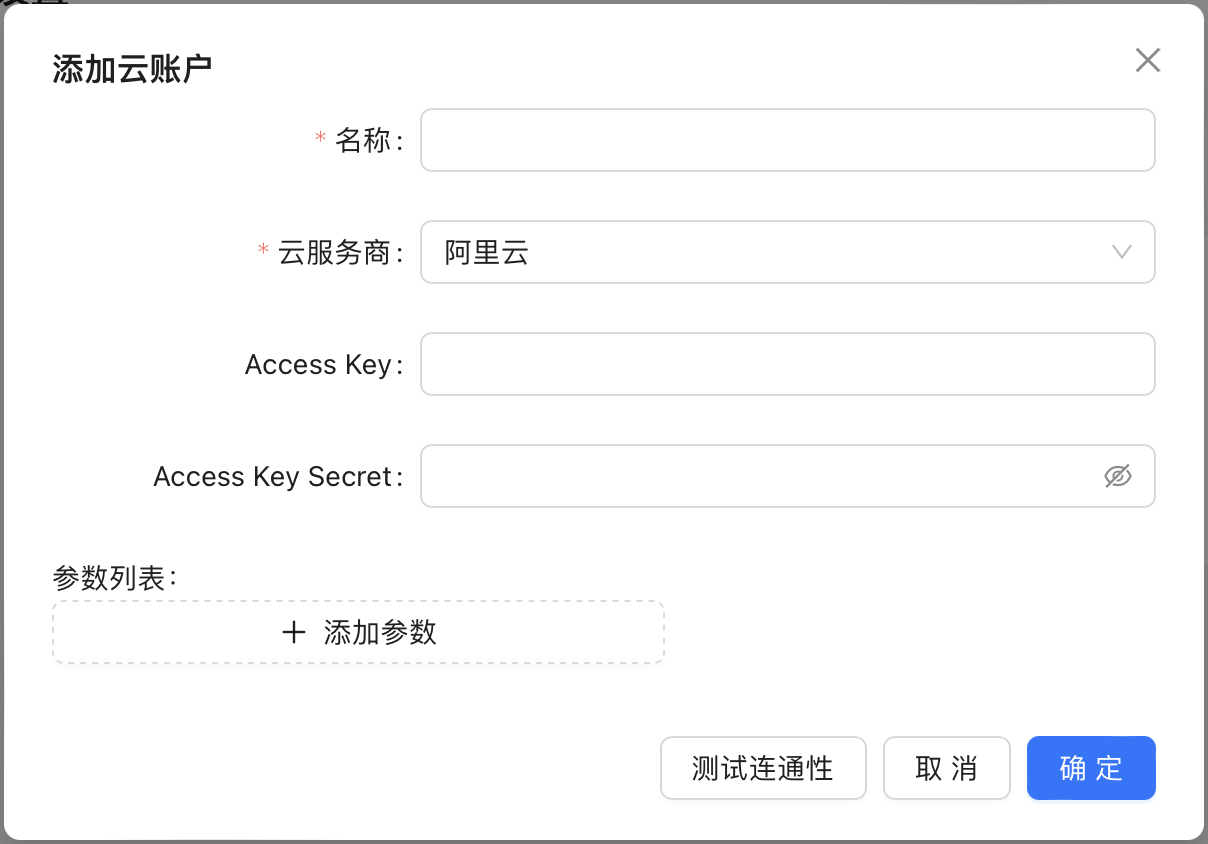 添加云账户
* 名称:
* 云服务商: 阿里云
Access Key:
Access Key Secret:
参数列表:
+ 添加参数
测试连通性 取 消 确 定